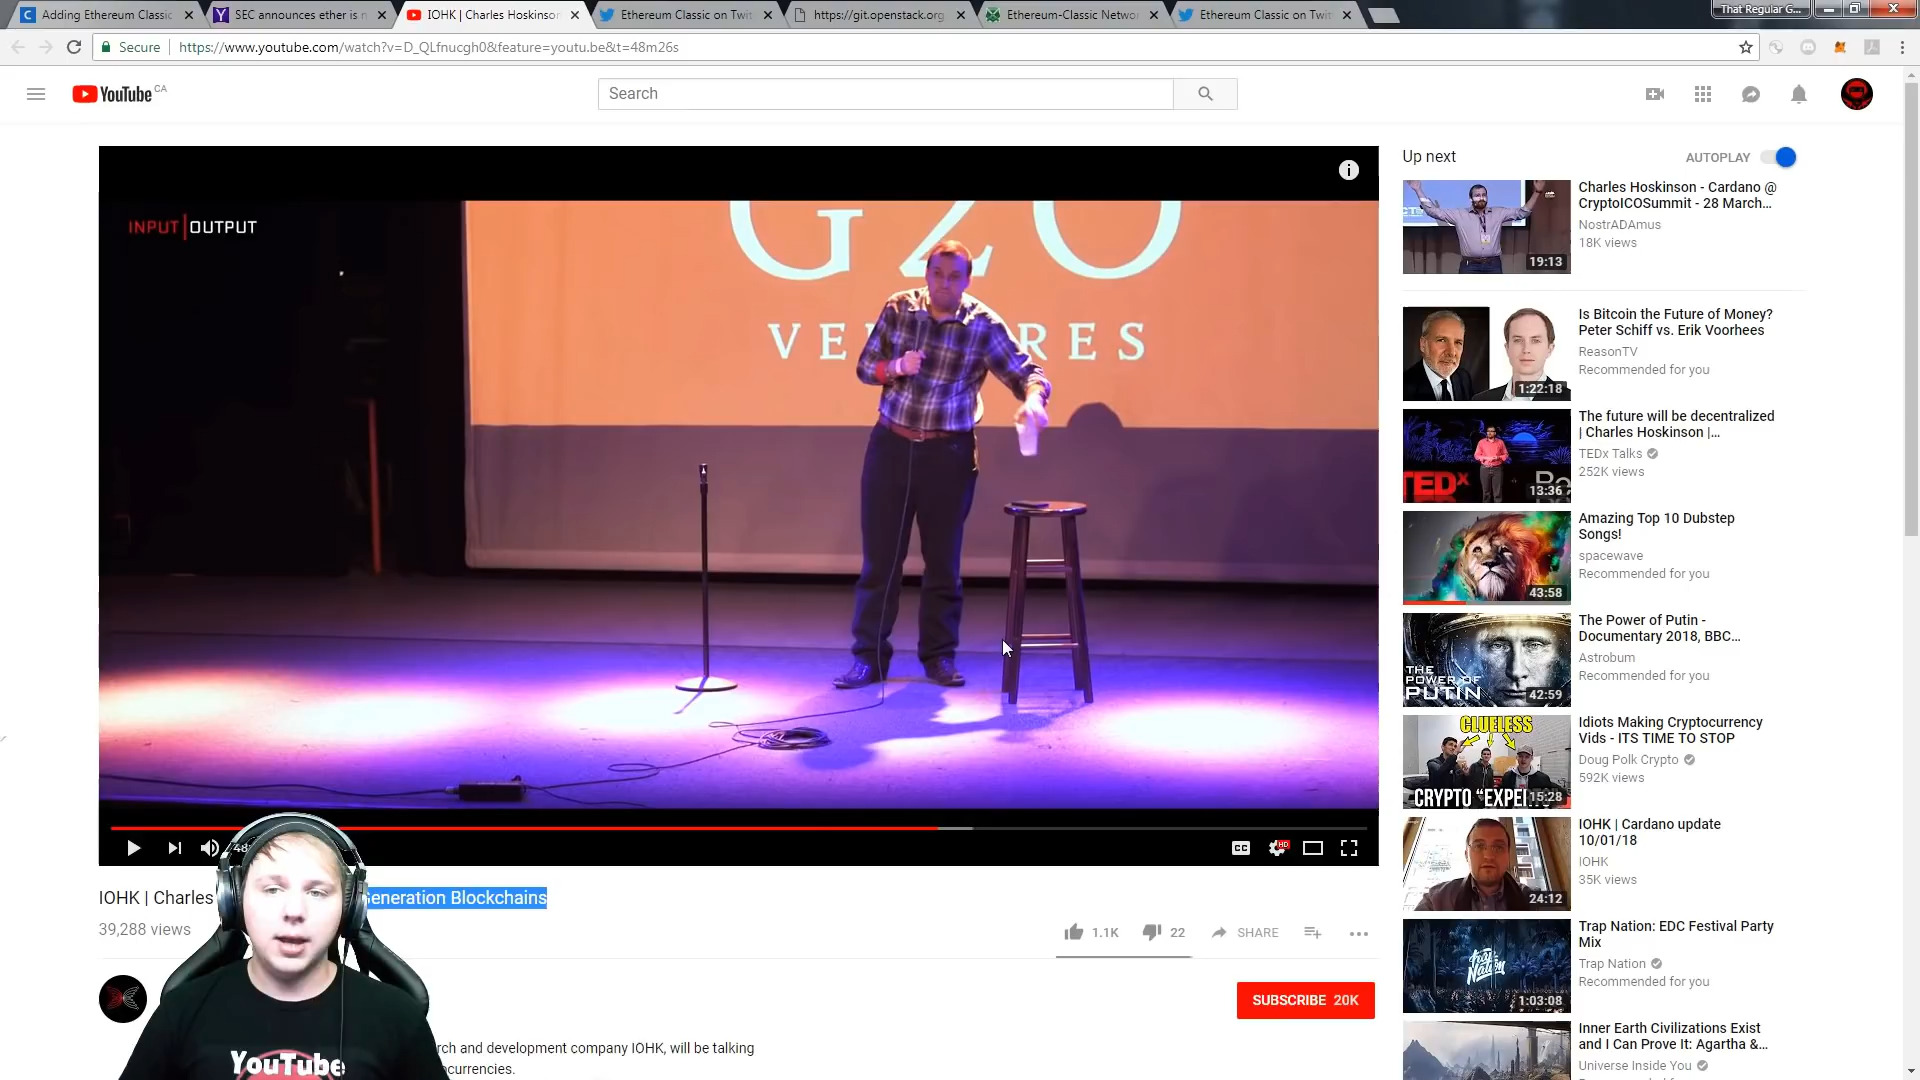 Adding Ethereum Classic
SEC announces ether is n
IOHK | Charles Hoskinson
Ethereum Classic on Twit
https://git.openstack.org
Ethereum-Classic Netwo
Ethereum Classic on Twit
That Regular G...
Secure
https://www.youtube.com/watch?v=D_QLfnucgh0&feature=youtu.be&t=48m26s
YouTube CA
Search
INPUT|OUTPUT
G20
VE RES
CC
HD
48
IOHK | Charles
Generation Blockchains
39,288 views
1.1K
22
SHARE
SUBSCRIBE 20K
rch and development company IOHK, will be talking
ocurrencies.
YouTube
Up next
AUTOPLAY
Charles Hoskinson - Cardano @
CryptoICOSummit - 28 March...
NostrADAmus
18K views
19:13
Is Bitcoin the Future of Money?
Peter Schiff vs. Erik Voorhees
ReasonTV
Recommended for you
1:22:18
The future will be decentralized
| Charles Hoskinson |...
TEDx Talks
252K views
TEDx
13:36
Amazing Top 10 Dubstep
Songs!
spacewave
Recommended for you
43:58
The Power of Putin -
Documentary 2018, BBC...
Astrobum
Recommended for you
THE
POWER OF
PUTIN
42:59
Idiots Making Cryptocurrency
Vids - ITS TIME TO STOP
Doug Polk Crypto
592K views
CLUELESS
CRYPTO "EXPE
15:28
IOHK | Cardano update
10/01/18
IOHK
35K views
24:12
Trap Nation: EDC Festival Party
Mix
Trap Nation
Recommended for you
1:03:08
Inner Earth Civilizations Exist
and I Can Prove It: Agartha &...
Universe Inside You